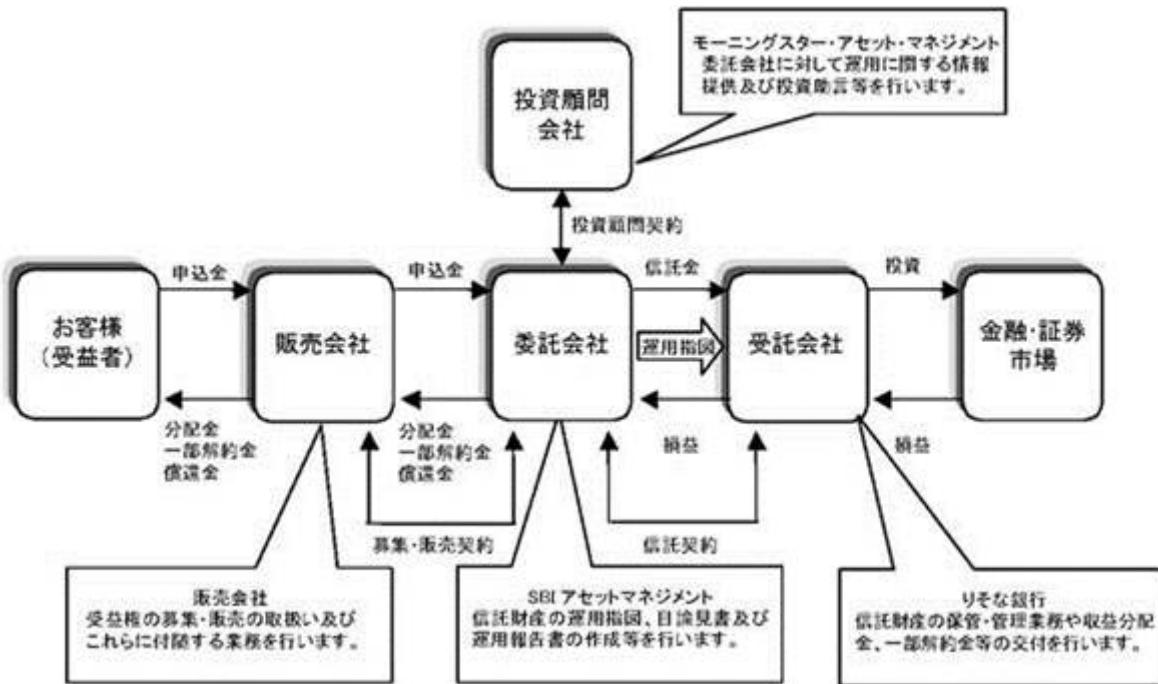 モーニングスター・アセット・マネジメント
委託会社に対して運用に関する情報
提供及び投資助言等を行います。
投資顧問
会社
投資顧問契約
申込金
申込金
信託金
投資
お客様
(受益者)
販売会社
委託会社
運用指図
受託会社
金融・証券
市場
分配金
一部解約金
償還金
分配金
一部解約金
償還金
損益
損益
募集・販売契約
信託契約
販売会社
受益権の募集・販売の取扱い及び
これらに付随する業務を行います。
SBI アセットマネジメント
信託財産の運用指図、目論見書及び
運用報告書の作成等を行います。
りそな銀行
信託財産の保管・管理業務や収益分配
金、一部解約金等の交付を行います。